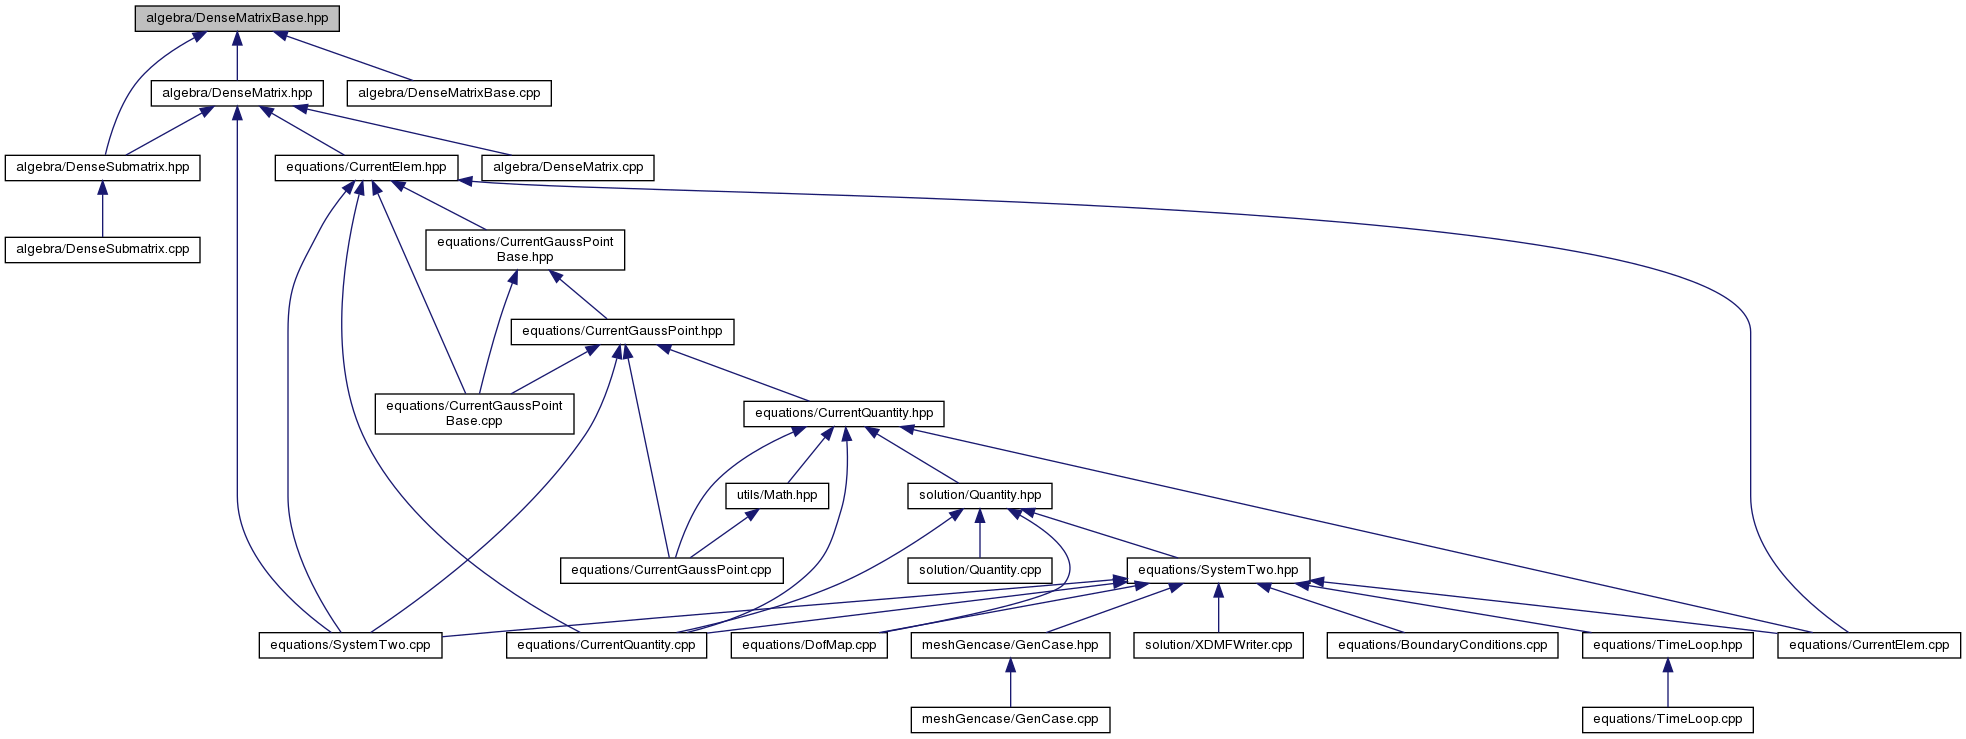 algebra/DenseMatrixBase.hpp
algebra/DenseMatrix.hpp
algebra/DenseMatrixBase.cpp
algebra/DenseSubmatrix.hpp
equations/CurrentElem.hpp
algebra/DenseMatrix.cpp
algebra/DenseSubmatrix.cpp
equations/CurrentGaussPoint
Base.hpp
equations/CurrentGaussPoint.hpp
equations/CurrentGaussPoint
Base.cpp
equations/CurrentQuantity.hpp
utils/Math.hpp
solution/Quantity.hpp
equations/CurrentGaussPoint.cpp
solution/Quantity.cpp
equations/SystemTwo.hpp
equations/SystemTwo.cpp
equations/CurrentQuantity.cpp
equations/DofMap.cpp
meshGencase/GenCase.hpp
solution/XDMFWriter.cpp
equations/BoundaryConditions.cpp
equations/TimeLoop.hpp
equations/CurrentElem.cpp
meshGencase/GenCase.cpp
equations/TimeLoop.cpp